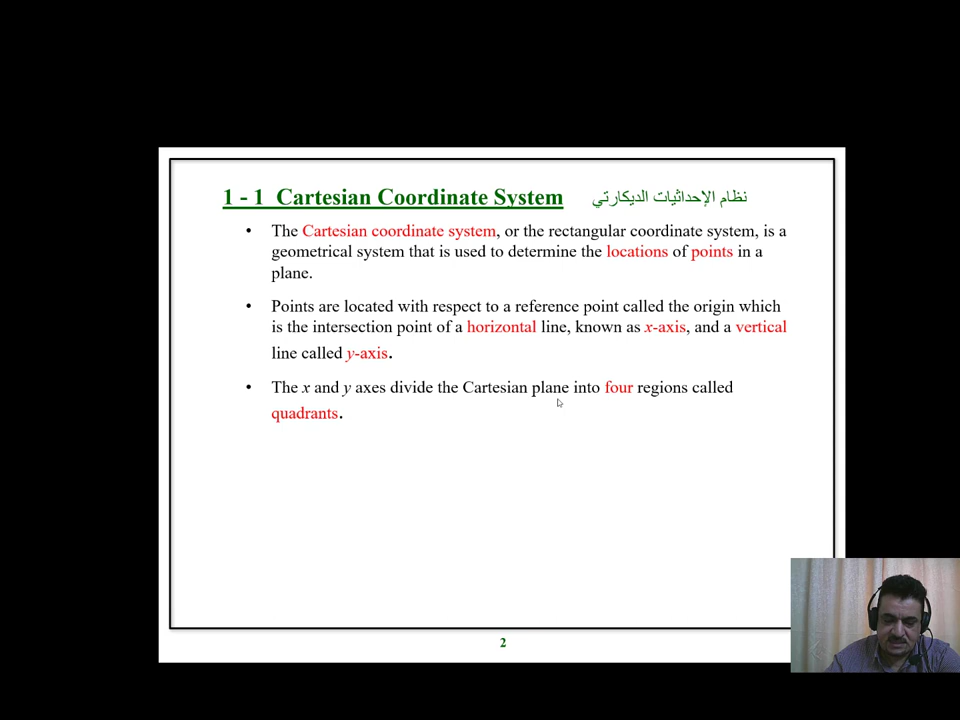 1 - 1 Cartesian Coordinate System نظام الإحداثيات الديكارتي
• The Cartesian coordinate system, or the rectangular coordinate system, is a
geometrical system that is used to determine the locations of points in a
plane.
• Points are located with respect to a reference point called the origin which
is the intersection point of a horizontal line, known as x-axis, and a vertical
line called y-axis.
• The x and y axes divide the Cartesian plane into four regions called
quadrants.
2